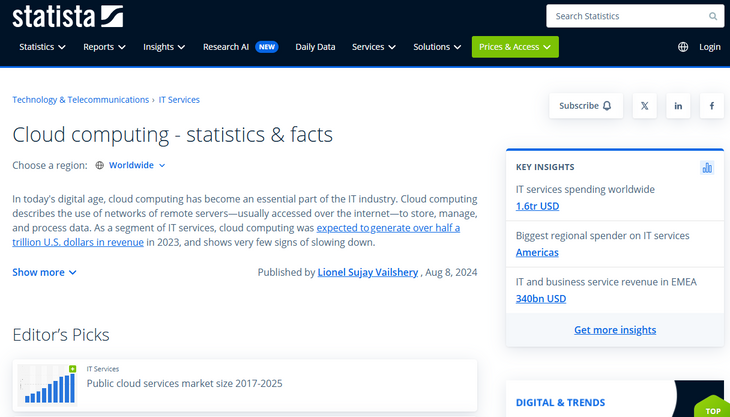 statista
Search Statistics
Statistics Reports Insights Research AI NEW Daily Data Services Solutions Prices & Access Login
Technology & Telecommunications › IT Services
Subscribe
Cloud computing - statistics & facts
Choose a region: Worldwide
In today's digital age, cloud computing has become an essential part of the IT industry. Cloud computing
describes the use of networks of remote servers—usually accessed over the internet—to store, manage,
and process data. As a segment of IT services, cloud computing was expected to generate over half a
trillion U.S. dollars in revenue in 2023, and shows very few signs of slowing down.
Show more
Published by Lionel Sujay Vailshery , Aug 8, 2024
KEY INSIGHTS
IT services spending worldwide
1.6tr USD
Biggest regional spender on IT services
Americas
IT and business service revenue in EMEA
340bn USD
Get more insights
Editor's Picks
IT Services
Public cloud services market size 2017-2025
DIGITAL & TRENDS
TOP